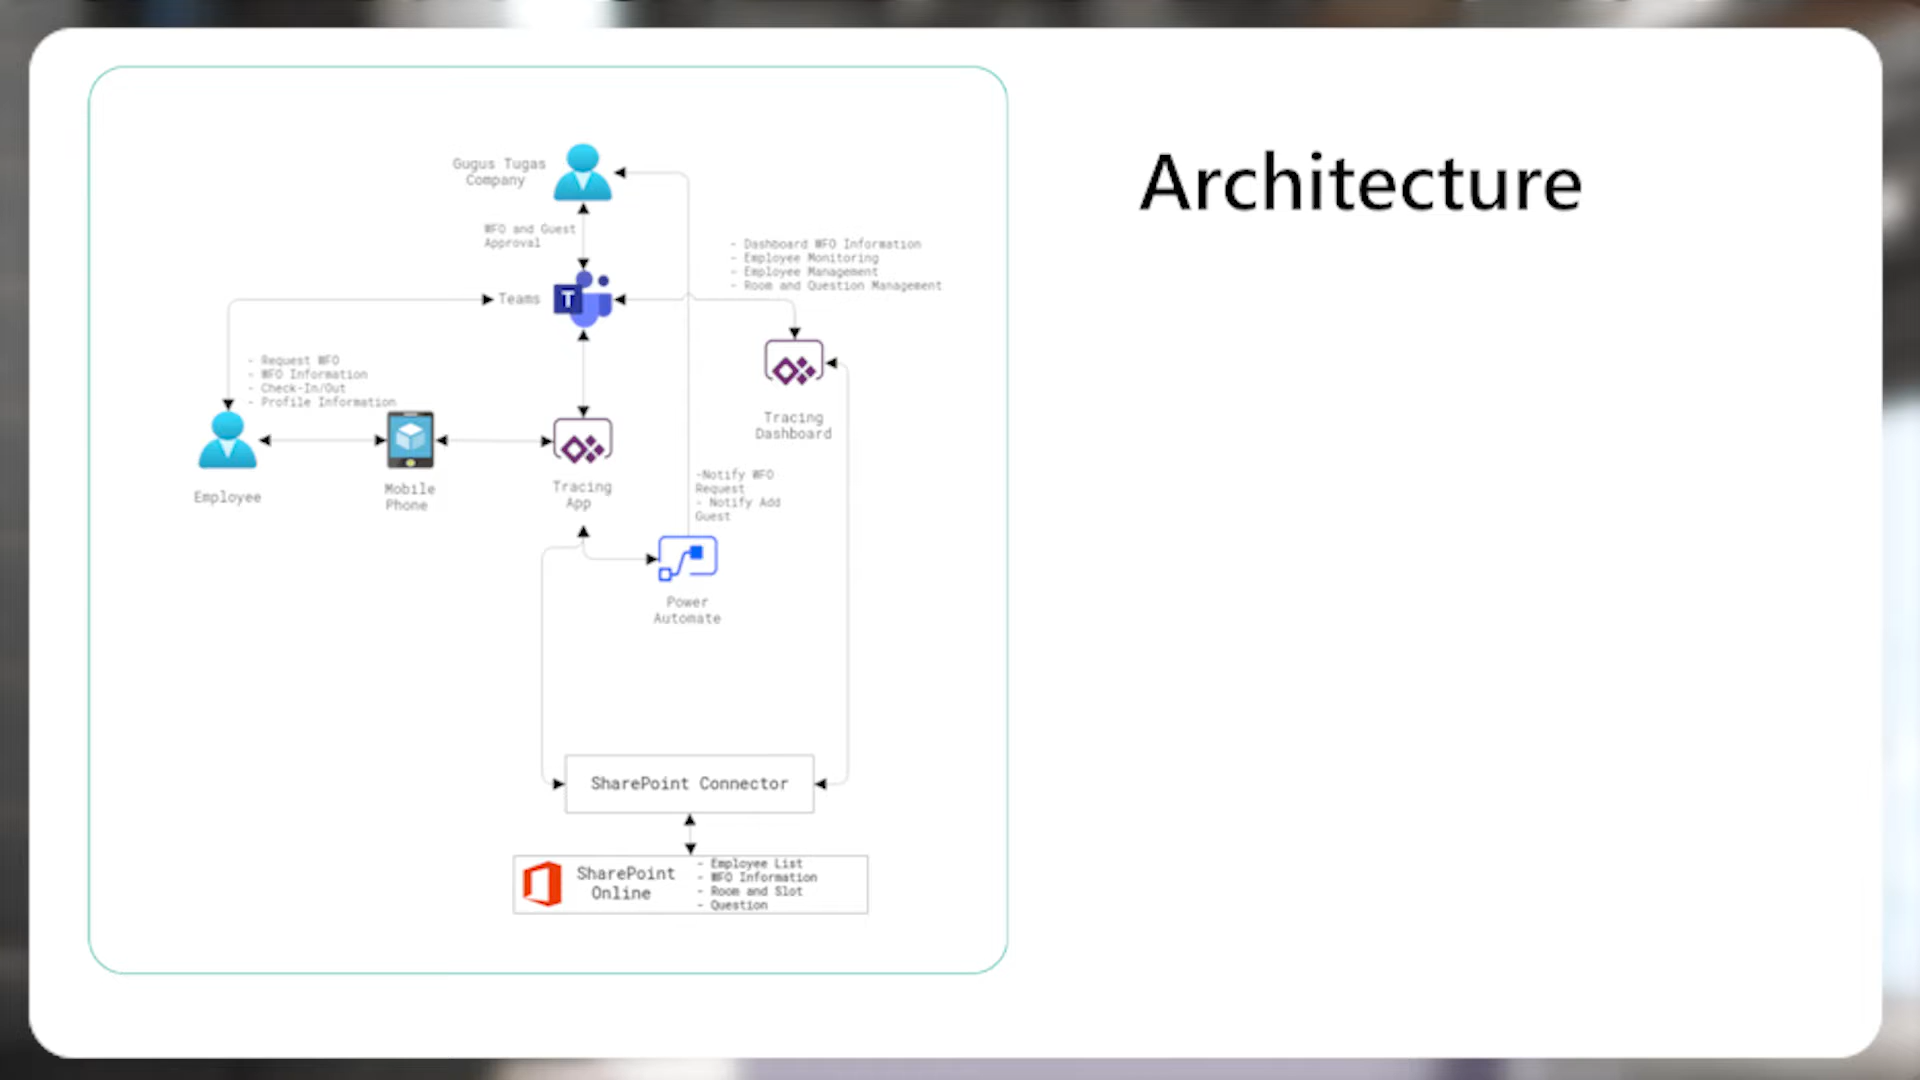 Architecture
Gugus Tugas
Company
WFO and Guest
Approval
- Dashboard WFO Information
- Employee Monitoring
- Employee Management
- Room and Question Management
Teams
T
- Request WFO
- WFO Information
- Check-In/Out
- Profile Information
Tracing
Dashboard
Employee
Mobile
Phone
Tracing
App
-Notify WFO
Request
- Notify Add
Guest
Power
Automate
SharePoint Connector
SharePoint
Online
- Employee List
- WFO Information
- Room and Slot
- Question